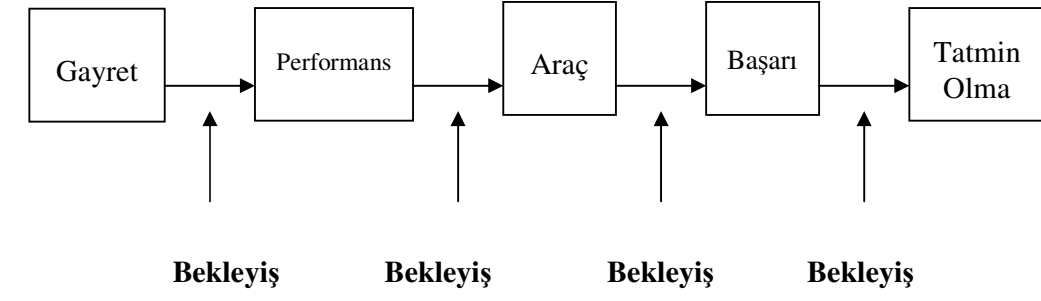 Gayret
Performans
Araç
Başarı
Tatmin
Olma
Bekleyiş
Bekleyiş
Bekleyiş
Bekleyiş